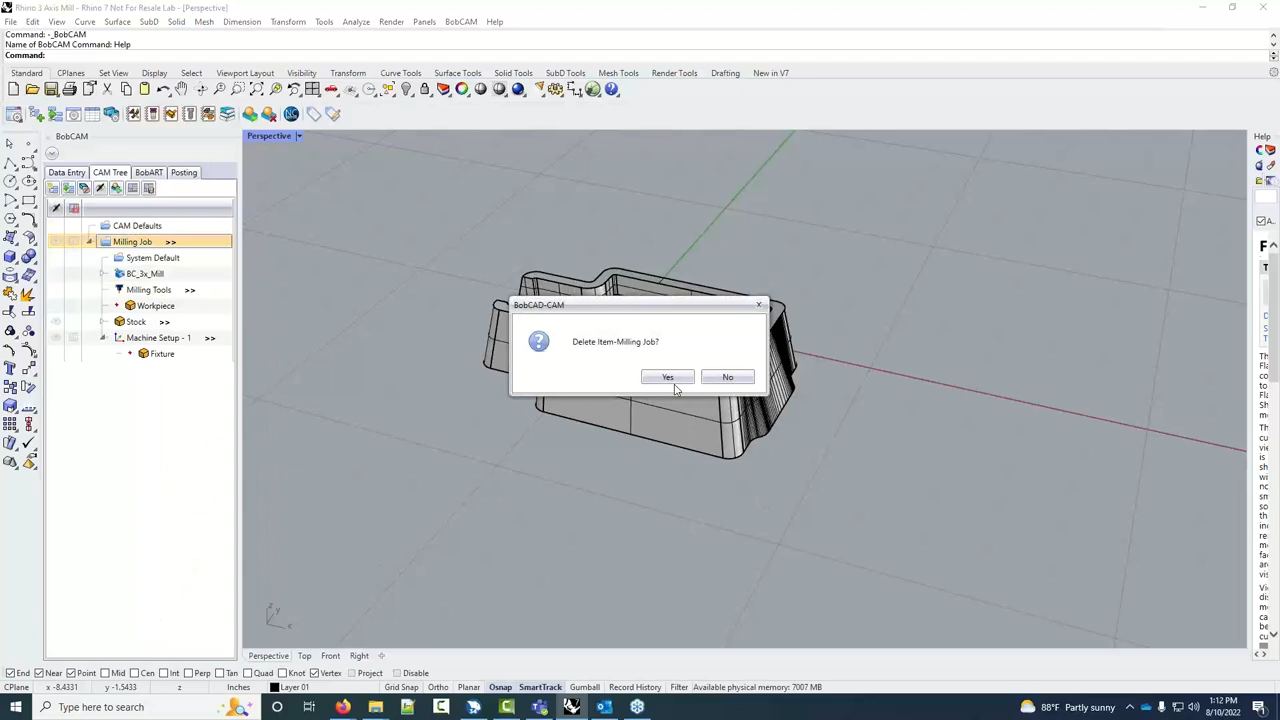 Rhino 3 Axis Mill - Rhino 7 Not For Resale Lab - [Perspective]
File Edit View Curve Surface SubD Solid Mesh Dimension Transform Tools Analyze Render Panels BobCAM Help
Command: -_BobCAM
Name of BobCAM Command: Help
Command:
Standard CPlanes Set View Display Select Viewport Layout Visibility Transform Curve Tools Surface Tools Solid Tools SubD Tools Mesh Tools Render Tools Drafting New in V7
BobCAM
Perspective
Help
Data Entry CAM Tree BobART Posting
CAM Defaults
Milling Job >>
System Default
BC_3x_Mill
Milling Tools >>
Workpiece
Stock >>
Machine Setup - 1 >>
Fixture
BobCAD-CAM
Delete Item-Milling Job?
Yes No
z y x
Perspective Top Front Right
End Near Point Mid Cen Int Perp Tan Quad Knot Vertex Project Disable
CPlane x -8.4331 y -1.5433 z Inches Layer 01 Grid Snap Ortho Planar Osnap SmartTrack Gumball Record History Filter Available physical memory: 7007 MB
Type here to search
88°F Partly sunny
1:12 PM
8/10/2022